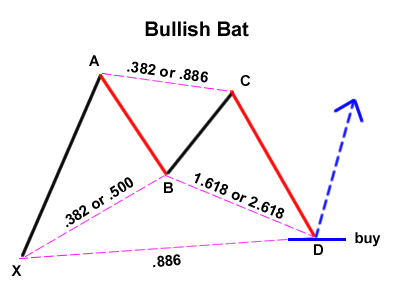 Bullish Bat
A
.382 or .886
C
B
.382 or .500
1.618 or 2.618
X
.886
D
buy